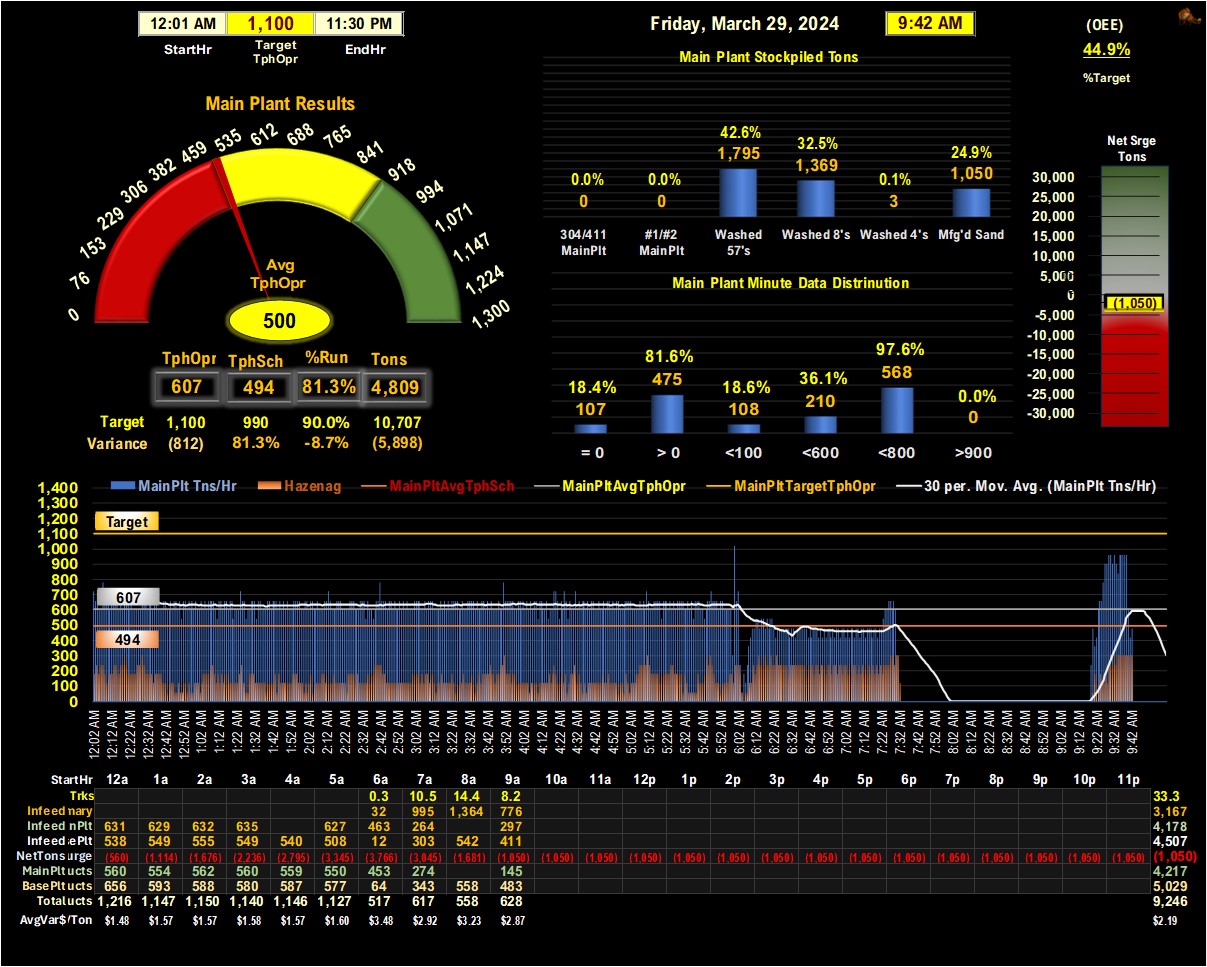 12:01 AM 1,100 11:30 PM
StartHr Target TphOpr EndHr
Friday, March 29, 2024 9:42 AM
(OEE)
44.9%
%Target
Main Plant Results
0 76 153 229 306 382 459 535 612 688 765 841 918 994 1,071 1,147 1,224 1,300
Avg
TphOpr
500
TphOpr TphSch %Run Tons
607 494 81.3% 4,809
Target 1,100 990 90.0% 10,707
Variance (812) 81.3% -8.7% (5,898)
Main Plant Stockpiled Tons
0.0% 0.0% 42.6% 32.5% 0.1% 24.9%
0 0 1,795 1,369 3 1,050
304/411 MainPlt #1/#2 MainPlt Washed 57's Washed 8's Washed 4's Mfg'd Sand
Main Plant Minute Data Distrinution
18.4% 81.6% 18.6% 36.1% 97.6% 0.0%
107 475 108 210 568 0
= 0 > 0 <100 <600 <800 >900
Net Srge
Tons
30,000
25,000
20,000
15,000
10,000
5,000
0
(1,050)
-5,000
-10,000
-15,000
-20,000
-25,000
-30,000
MainPlt Tns/Hr Hazenag MainPltAvgTphSch MainPltAvgTphOpr MainPltTargetTphOpr 30 per. Mov. Avg. (MainPlt Tns/Hr)
1,400
1,300
1,200
Target
1,100
1,000
900
800
700
607
600
500
494
400
300
200
100
0
12:02 AM 12:12 AM 12:22 AM 12:32 AM 12:42 AM 12:52 AM 1:02 AM 1:12 AM 1:22 AM 1:32 AM 1:42 AM 1:52 AM 2:02 AM 2:12 AM 2:22 AM 2:32 AM 2:42 AM 2:52 AM 3:02 AM 3:12 AM 3:22 AM 3:32 AM 3:42 AM 3:52 AM 4:02 AM 4:12 AM 4:22 AM 4:32 AM 4:42 AM 4:52 AM 5:02 AM 5:12 AM 5:22 AM 5:32 AM 5:42 AM 5:52 AM 6:02 AM 6:12 AM 6:22 AM 6:32 AM 6:42 AM 6:52 AM 7:02 AM 7:12 AM 7:22 AM 7:32 AM 7:42 AM 7:52 AM 8:02 AM 8:12 AM 8:22 AM 8:32 AM 8:42 AM 8:52 AM 9:02 AM 9:12 AM 9:22 AM 9:32 AM 9:42 AM
StartHr 12a 1a 2a 3a 4a 5a 6a 7a 8a 9a 10a 11a 12p 1p 2p 3p 4p 5p 6p 7p 8p 9p 10p 11p
Trks 0.3 10.5 14.4 8.2 33.3
Infeed nary 32 995 1,364 776 3,167
Infeed nPlt 631 629 632 635 627 463 264 297 4,178
Infeed ePlt 538 549 555 549 540 508 12 303 542 411 4,507
NetTonsurge (560) (1,114) (1,676) (2,236) (2,795) (3,345) (3,766) (3,045) (1,681) (1,050) (1,050) (1,050) (1,050) (1,050) (1,050) (1,050) (1,050) (1,050) (1,050) (1,050) (1,050) (1,050) (1,050) (1,050) (1,050)
MainPlt ucts 560 554 562 560 559 550 453 274 145 4,217
BasePlt ucts 656 593 588 580 587 577 64 343 558 483 5,029
Total ucts 1,216 1,147 1,150 1,140 1,146 1,127 517 617 558 628 9,246
AvgVar$/Ton $1.48 $1.57 $1.57 $1.58 $1.57 $1.60 $3.48 $2.92 $3.23 $2.87 $2.19